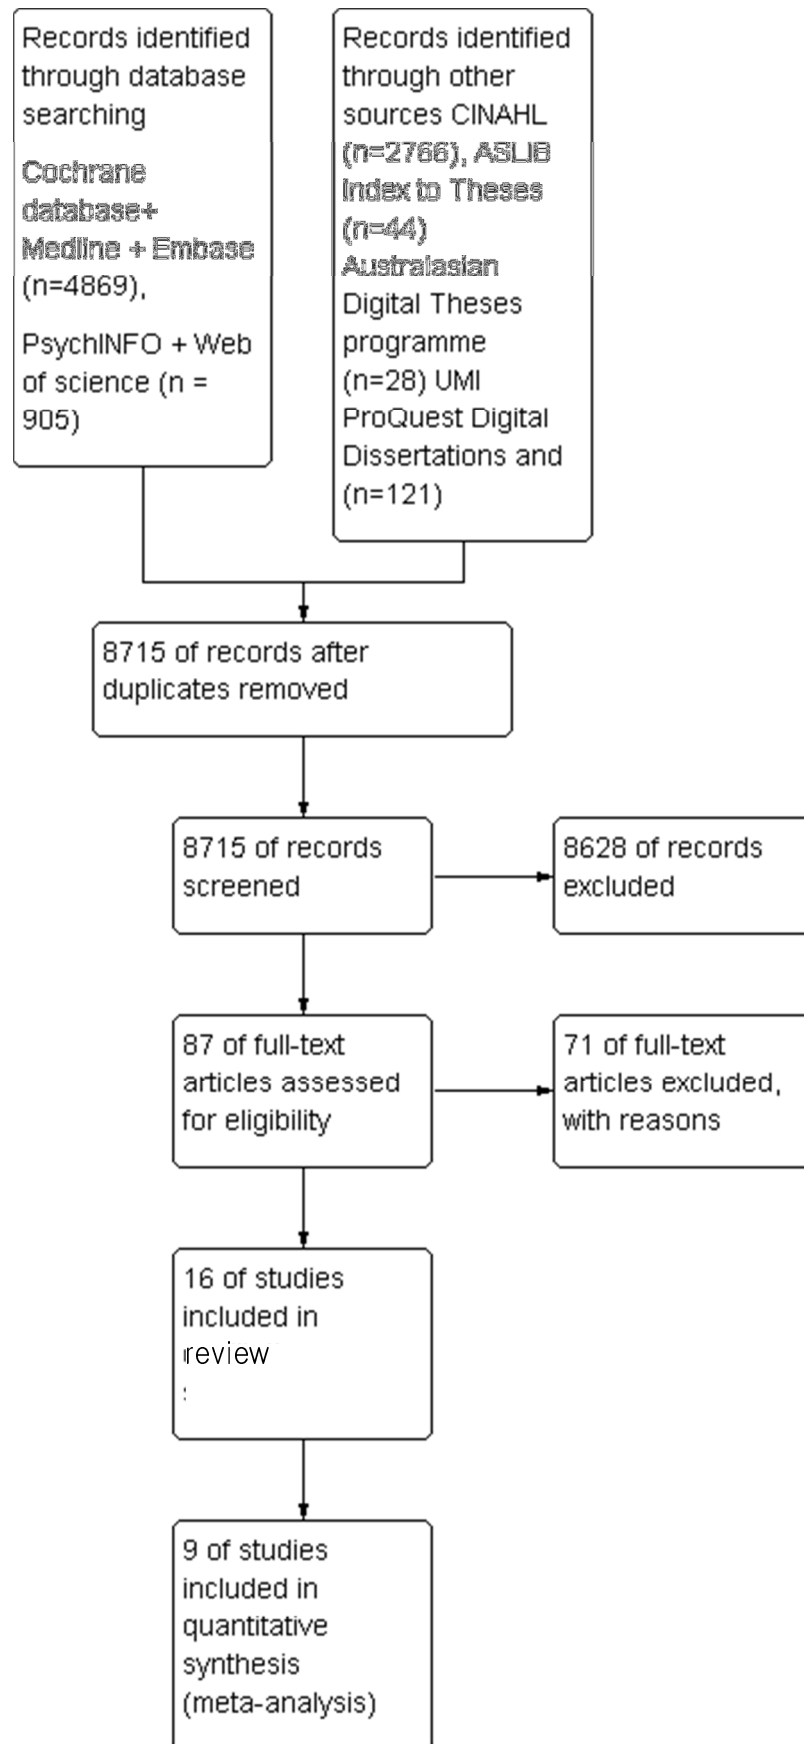 Records identified
through database
searching
Cochrane
database+
Medline + Embase
(n=4869),
PsychINFO + Web
of science (n =
905)
Records identified
through other
sources CINAHL
(n=2766), ASLIB
Index to Theses
(n=44)
Australasian
Digital Theses
programme
(n=28) UMI
ProQuest Digital
Dissertations and
(n=121)
8715 of records after
duplicates removed
8715 of records
screened
8628 of records
excluded
87 of full-text
articles assessed
for eligibility
71 of full-text
articles excluded,
with reasons
16 of studies
included in
review
9 of studies
included in
quantitative
synthesis
(meta-analysis)